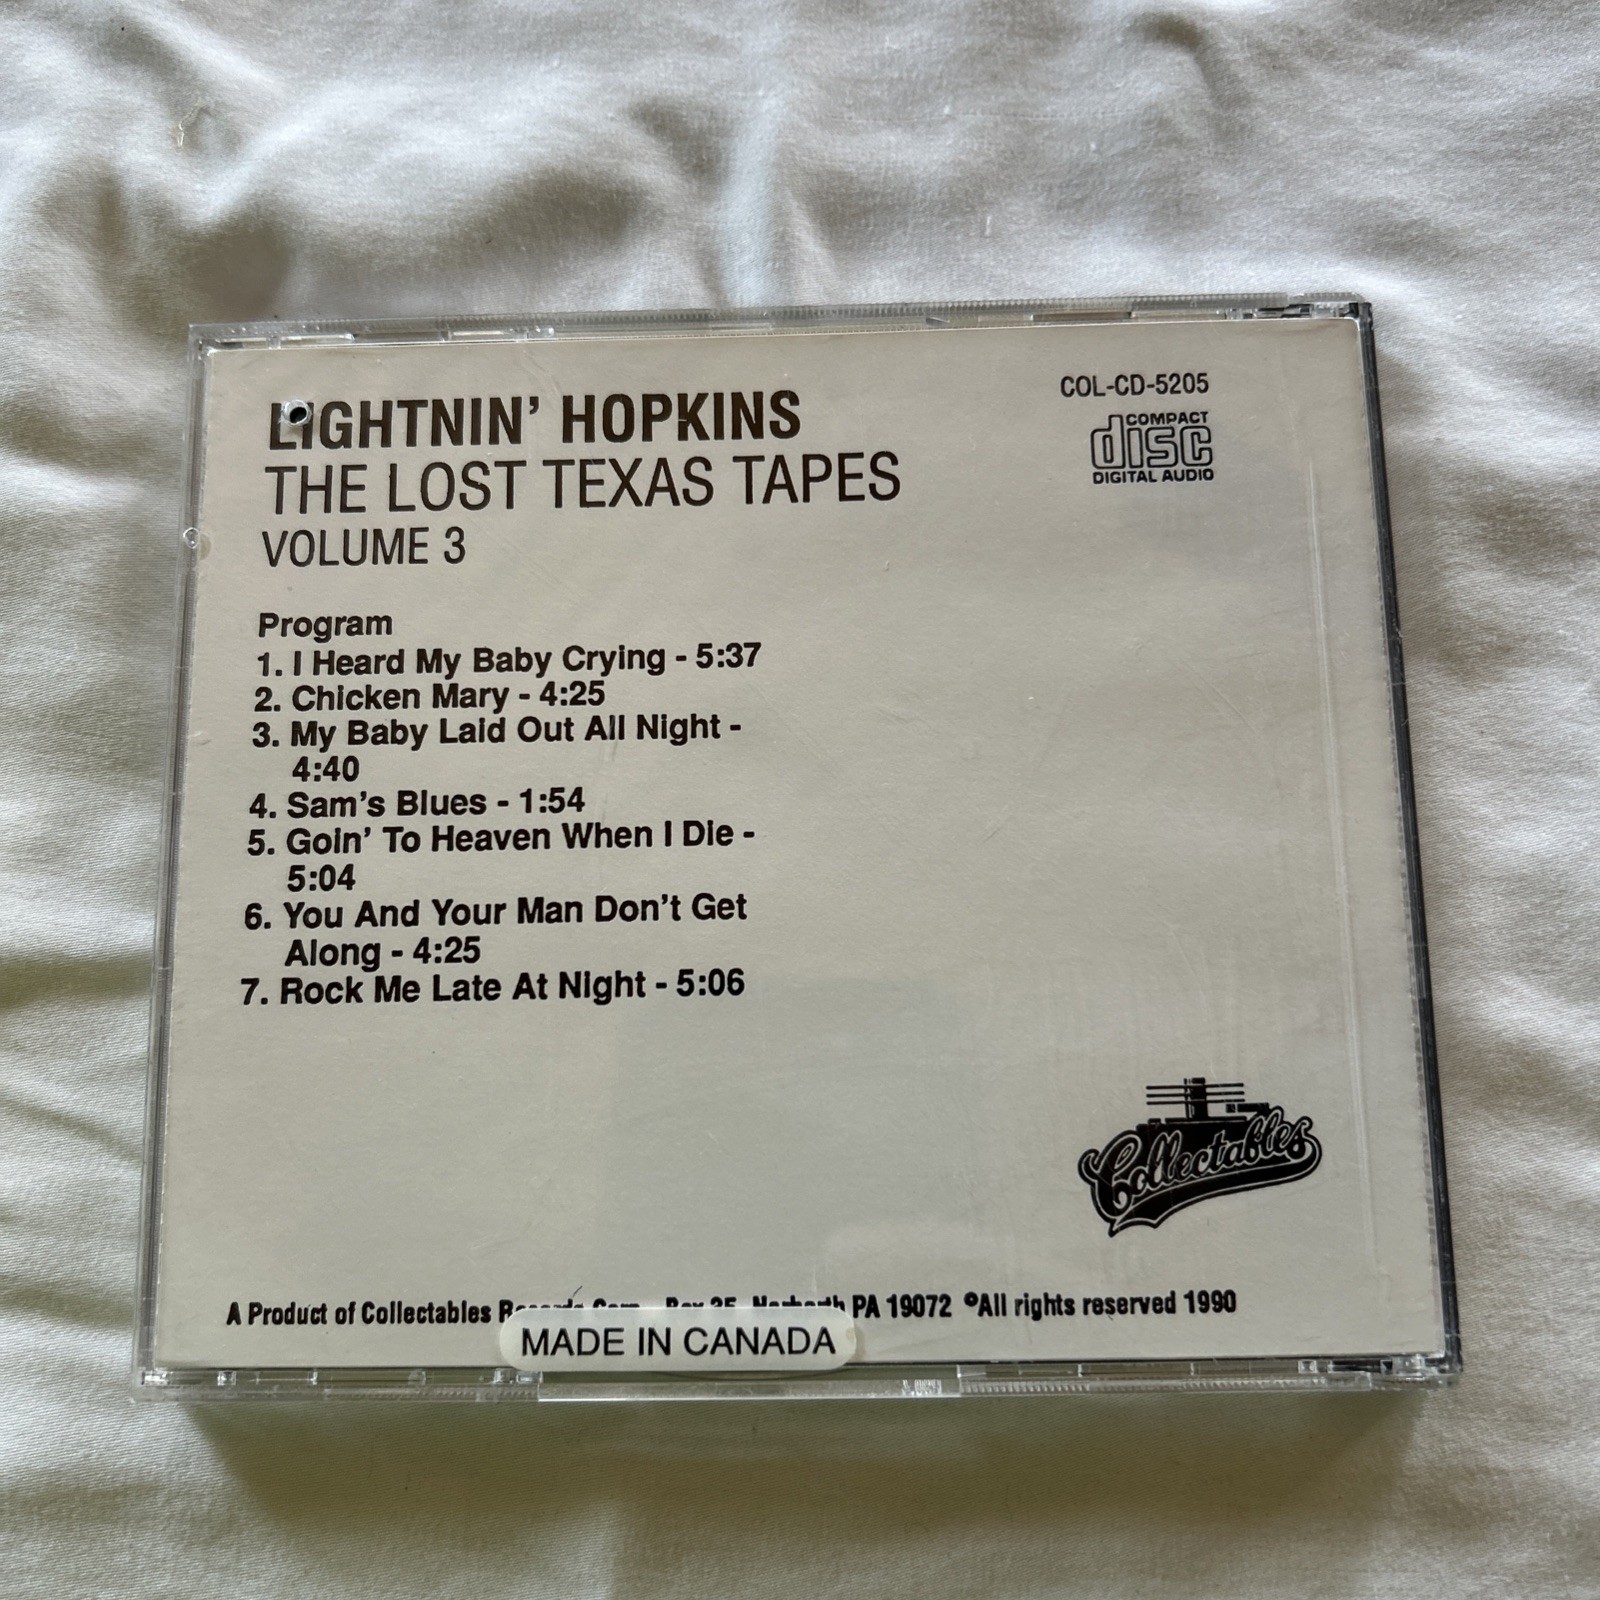 LIGHTNIN' HOPKINS
THE LOST TEXAS TAPES
VOLUME 3
COL-CD-5205
COMPACT
disc
DIGITAL AUDIO
Program
1. I Heard My Baby Crying - 5:37
2. Chicken Mary - 4:25
3. My Baby Laid Out All Night -
4:40
4. Sam's Blues - 1:54
5. Goin' To Heaven When I Die -
5:04
6. You And Your Man Don't Get
Along - 4:25
7. Rock Me Late At Night - 5:06
Collectables
A Product of Collectables PA 19072 ℗All rights reserved 1990
MADE IN CANADA